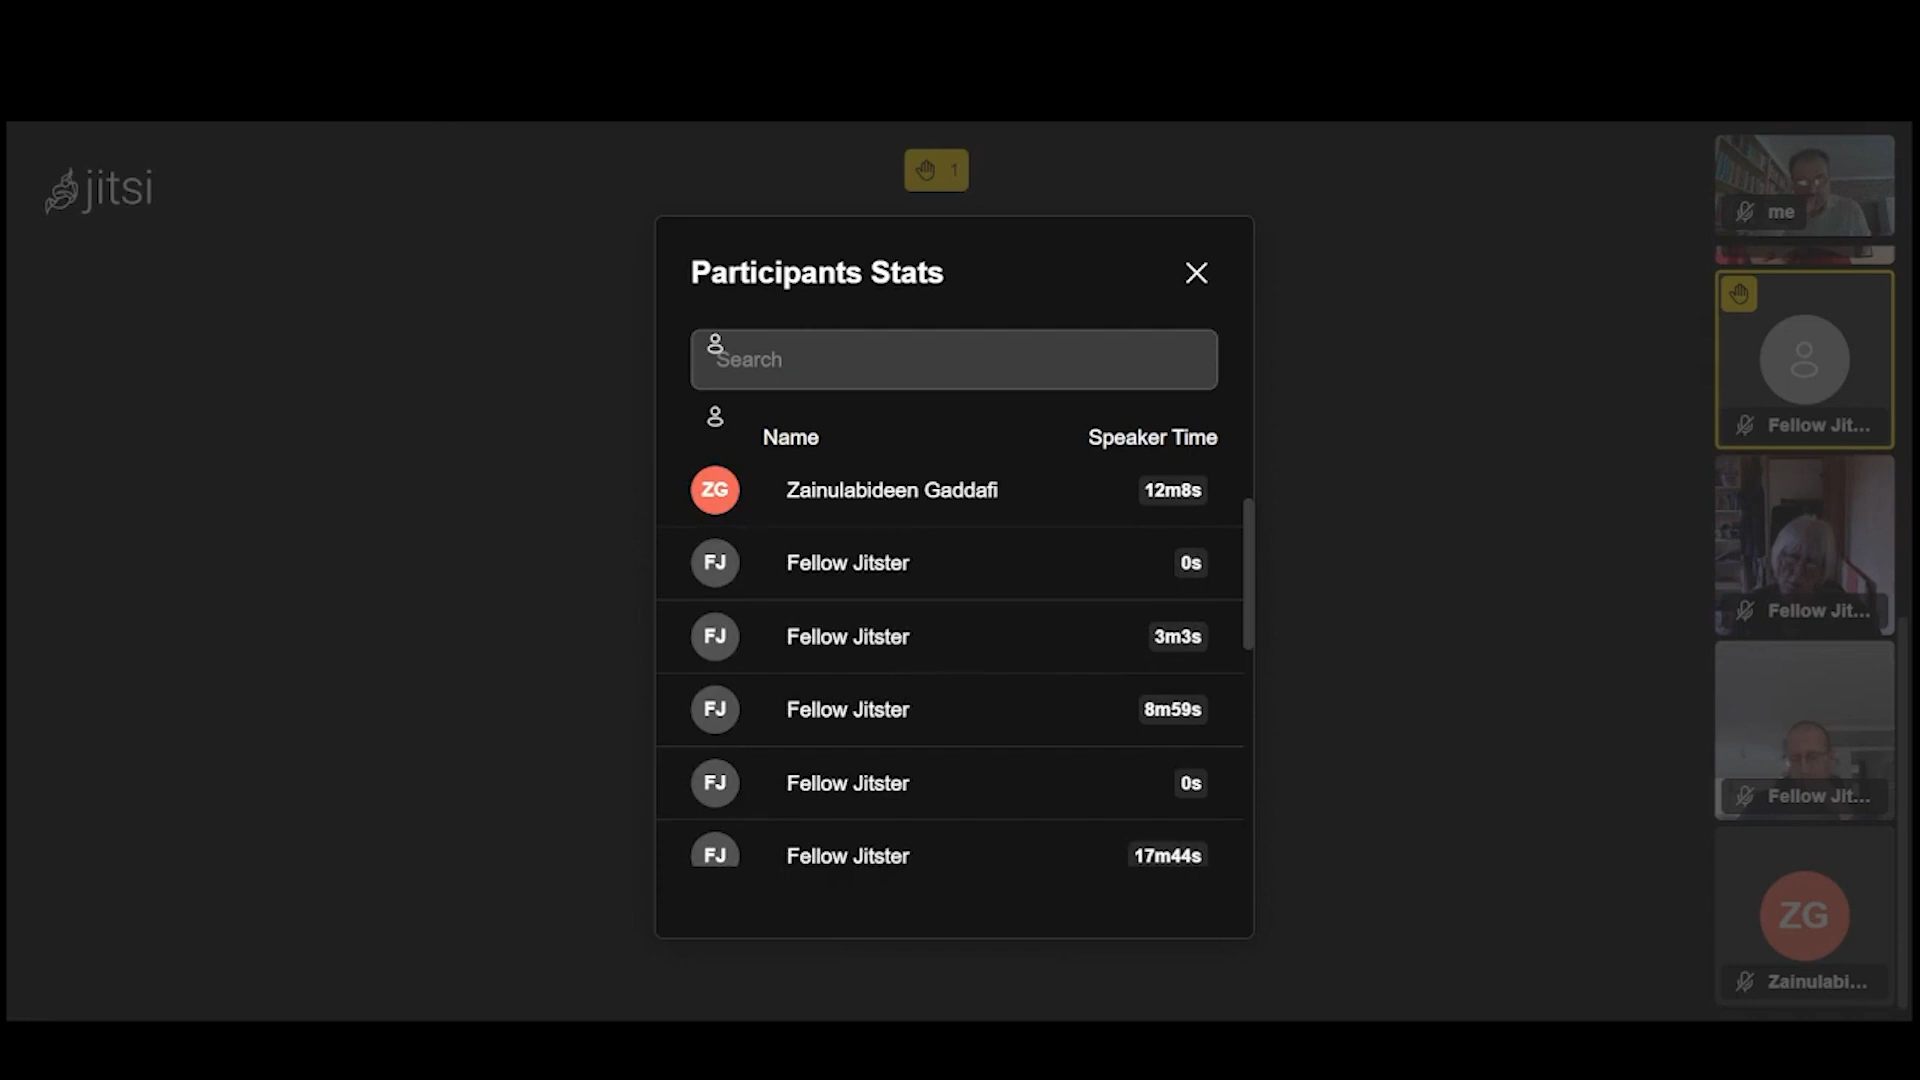 jitsi
1
me
Participants Stats
Search
Name Speaker Time
ZG Zainulabideen Gaddafi 12m8s
FJ Fellow Jitster 0s
FJ Fellow Jitster 3m3s
FJ Fellow Jitster 8m59s
FJ Fellow Jitster 0s
FJ Fellow Jitster 17m44s
Fellow Jit...
Fellow Jit...
Fellow Jit...
ZG
Zainulabi...